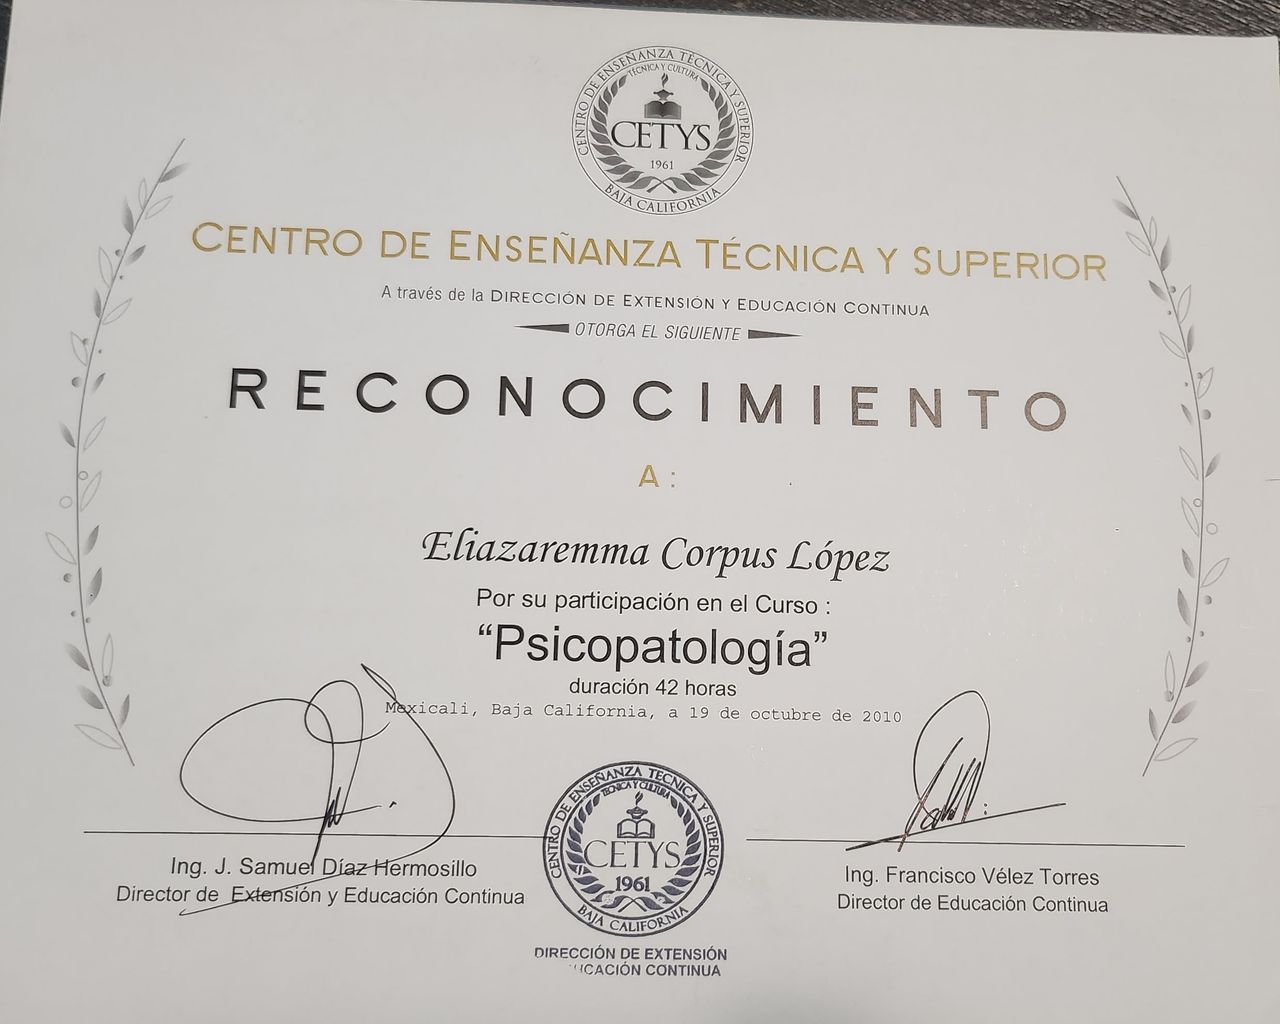 CENTRO DE ENSEÑANZA TÉCNICA Y SUPERIOR
TÉCNICA Y CULTURA
CETYS
1961
BAJA CALIFORNIA
CENTRO DE ENSEÑANZA TÉCNICA Y SUPERIOR
A través de la DIRECCIÓN DE EXTENSIÓN Y EDUCACIÓN CONTINUA
OTORGA EL SIGUIENTE
RECONOCIMIENTO
A :
Eliazaremma Corpus López
Por su participación en el Curso :
“Psicopatología”
duración 42 horas
Mexicali, Baja California, a 19 de octubre de 2010
Ing. J. Samuel Díaz Hermosillo
Director de Extensión y Educación Continua
CENTRO DE ENSEÑANZA TECNICA Y SUPERIOR
TECNICA Y CULTURA
CETYS
1961
BAJA CALIFORNIA
DIRECCIÓN DE EXTENSIÓN
UCACIÓN CONTINUA
Ing. Francisco Vélez Torres
Director de Educación Continua